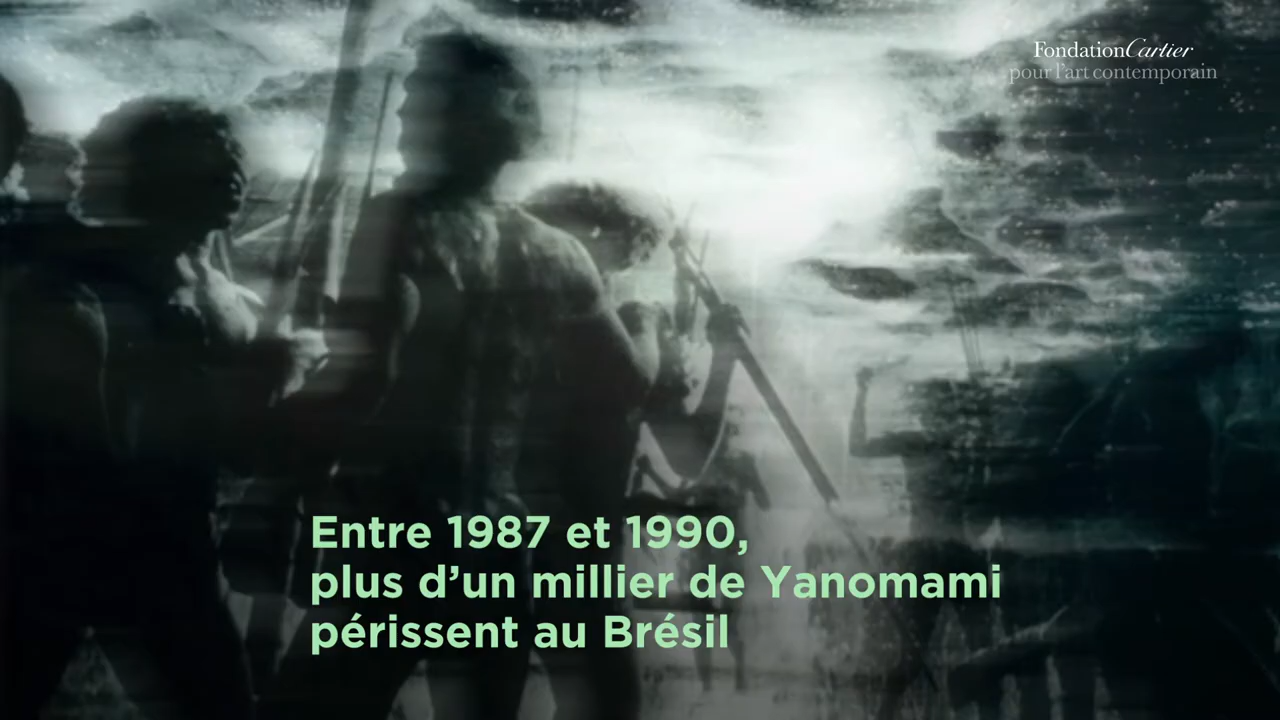 FondationCartier
pour l'art contemporain
Entre 1987 et 1990,
plus d’un millier de Yanomami
périssent au Brésil